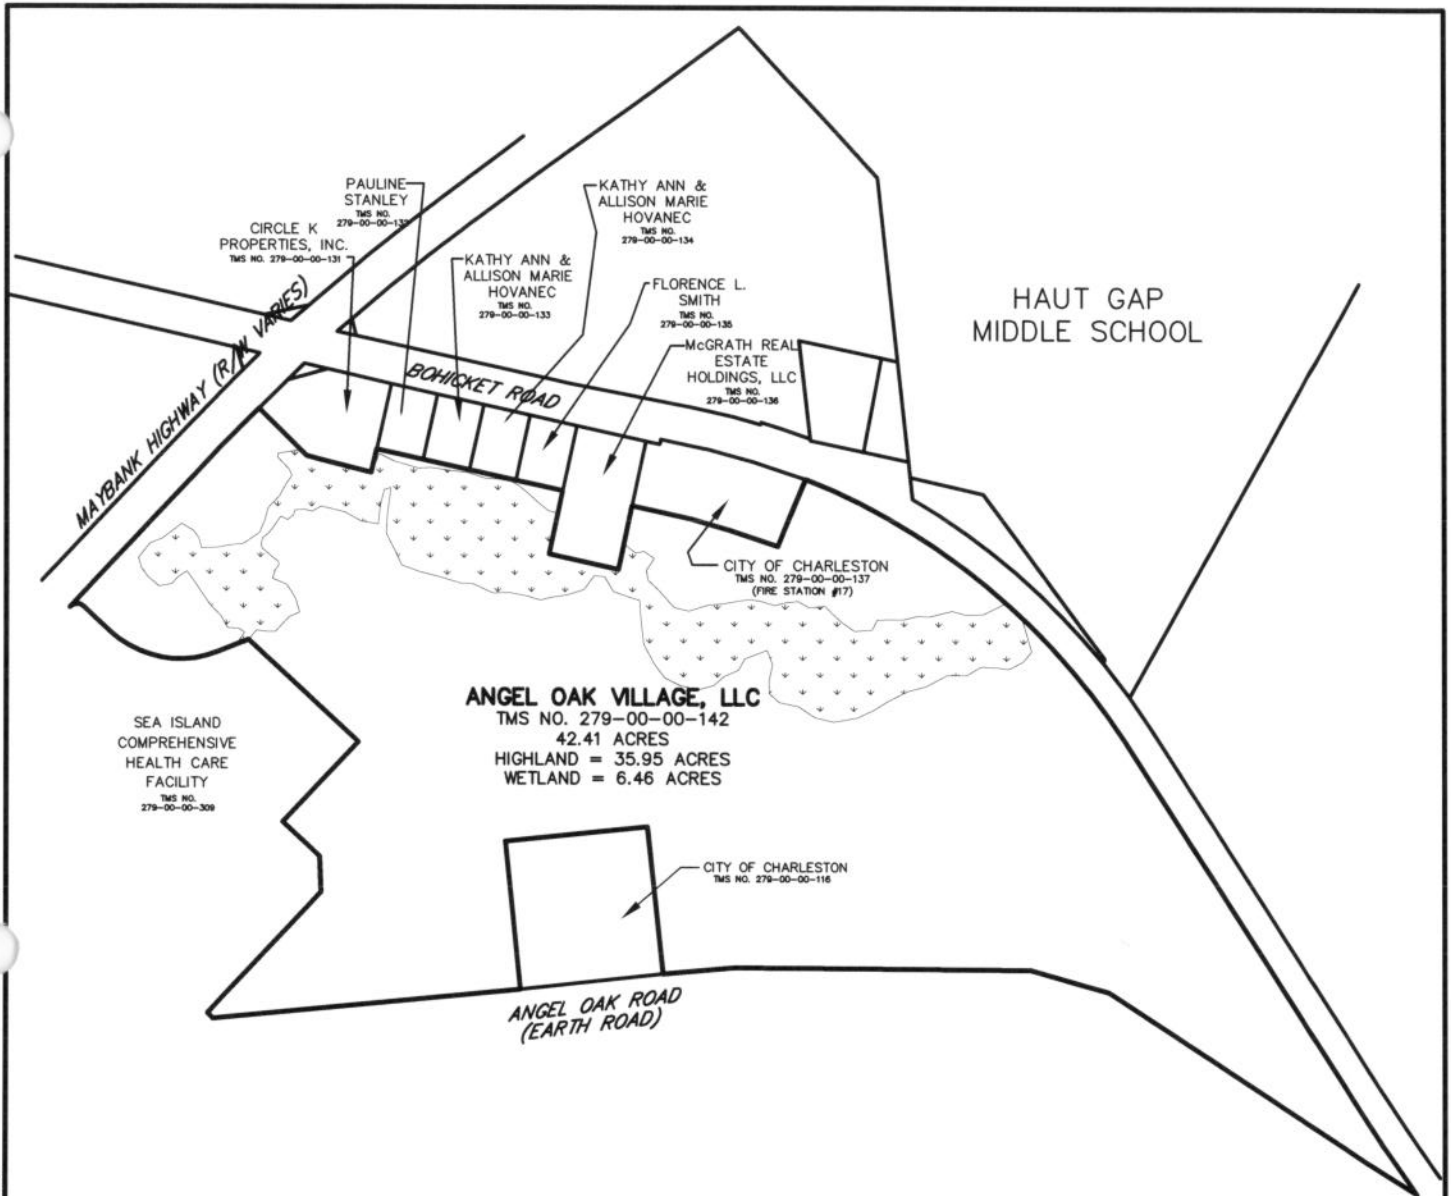 PAULINE
STANLEY
TMS NO.
279-00-00-132
CIRCLE K
PROPERTIES, INC.
TMS NO. 279-00-00-131
KATHY ANN &
ALLISON MARIE
HOVANEC
TMS NO.
279-00-00-134
KATHY ANN &
ALLISON MARIE
HOVANEC
TMS NO.
279-00-00-133
FLORENCE L.
SMITH
TMS NO.
279-00-00-135
McGRATH REAL
ESTATE
HOLDINGS, LLC
TMS NO.
279-00-00-136
HAUT GAP
MIDDLE SCHOOL
MAYBANK HIGHWAY (R/W VARIES)
BOHICKET ROAD
CITY OF CHARLESTON
TMS NO. 279-00-00-137
(FIRE STATION #17)
ANGEL OAK VILLAGE, LLC
TMS NO. 279-00-00-142
42.41 ACRES
HIGHLAND = 35.95 ACRES
WETLAND = 6.46 ACRES
SEA ISLAND
COMPREHENSIVE
HEALTH CARE
FACILITY
TMS NO.
279-00-00-309
CITY OF CHARLESTON
TMS NO. 279-00-00-116
ANGEL OAK ROAD
(EARTH ROAD)